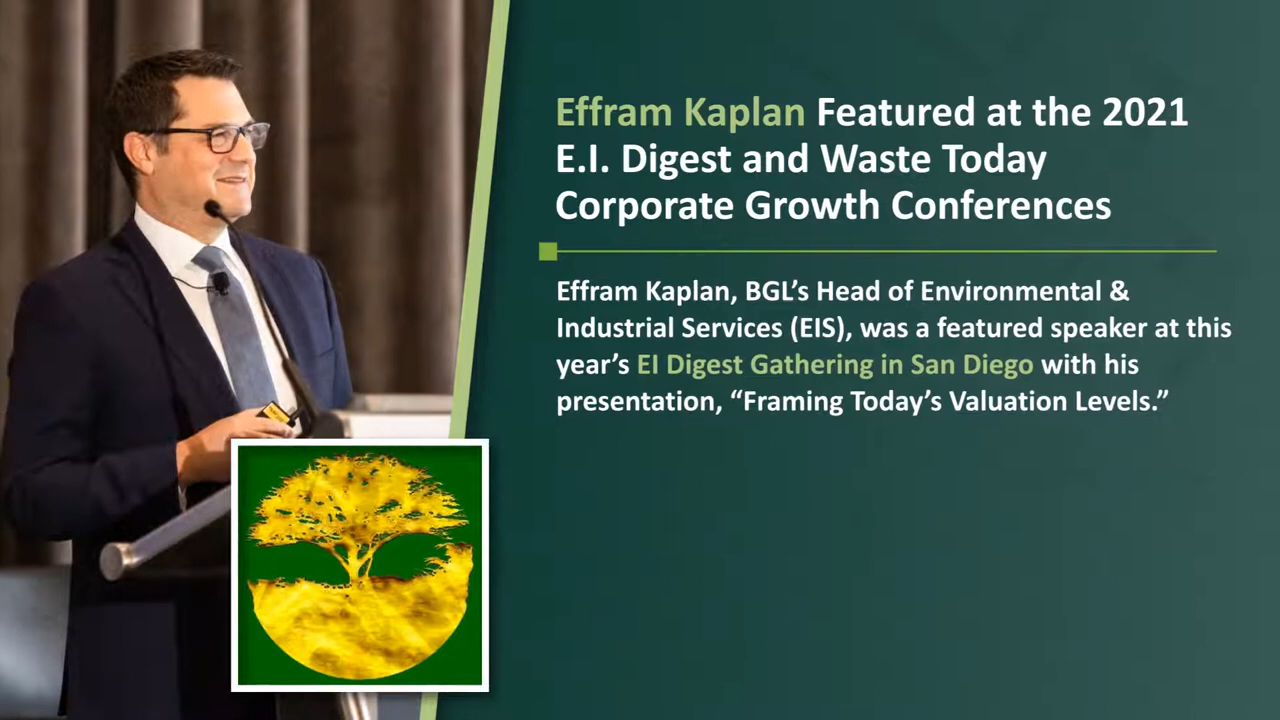 Effram Kaplan Featured at the 2021
E.I. Digest and Waste Today
Corporate Growth Conferences
Effram Kaplan, BGL’s Head of Environmental &
Industrial Services (EIS), was a featured speaker at this
year’s EI Digest Gathering in San Diego with his
presentation, “Framing Today’s Valuation Levels.”